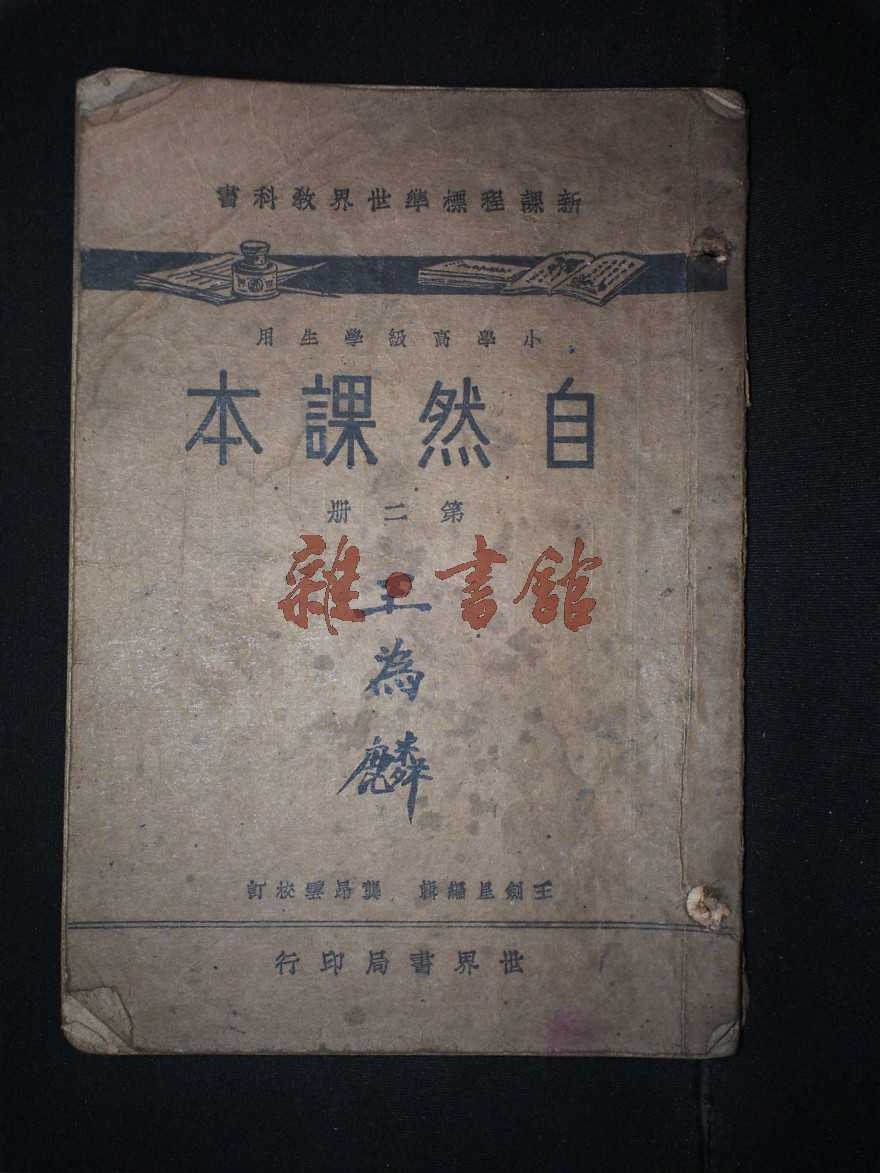 新課程標準世界教科書
小學高級學生用
自然課本
第二册
雜·書館
王為麟
王劍星編輯 龔昂雲校訂
世界書局印行